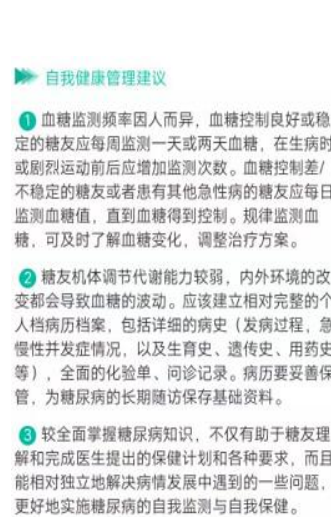 自我健康管理建议
1 血糖监测频率因人而异，血糖控制良好或稳
定的糖友应每周监测一天或两天血糖，在生病时
或剧烈运动前后应增加监测次数。血糖控制差/
不稳定的糖友或者患有其他急性病的糖友应每日
监测血糖值，直到血糖得到控制。规律监测血
糖，可及时了解血糖变化，调整治疗方案。
2 糖友机体调节代谢能力较弱，内外环境的改
变都会导致血糖的波动。应该建立相对完整的个
人档病历档案，包括详细的病史（发病过程，急
慢性并发症情况，以及生育史、遗传史、用药史
等），全面的化验单、问诊记录。病历要妥善保
管，为糖尿病的长期随访保存基础资料。
3 较全面掌握糖尿病知识，不仅有助于糖友理
解和完成医生提出的保健计划和各种要求，而且
能相对独立地解决病情发展中遇到的一些问题，
更好地实施糖尿病的自我监测与自我保健。